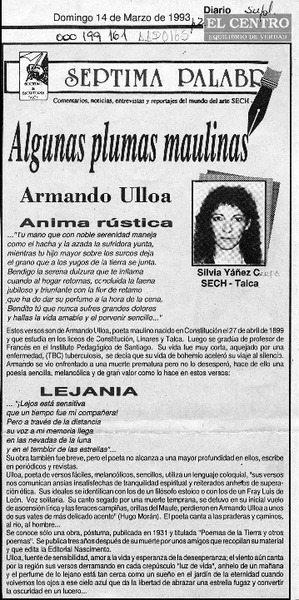 Domingo 14 de Marzo de 1993
Diario
EL CENTRO
EQUILIBRIO DE VERDAD
000 199 161
SEPTIMA PALABR
Comentarios, noticias, entrevistas y reportajes del mundo del arte SECH -
Algunas plumas maulinas
Armando Ulloa
Anima rústica
..."Tu mano que con noble serenidad maneja
como el hacha y la azada la sufridora yunta,
mientras tu hijo mayor sobre los surcos deja
el grano que a los yugos de la tierra se junta.
Bendigo la serena dulzura que te inflama
cuando al hogar retornas, concluida la faena
jubiloso y triunfante con la flor de retama
que ha do dar su perfume a la hora de la cena.
Bendito tú que nunca sufres grandes dolores
y hallas la vida amable y el porvenir sencillo..."
Silvia Yáñez C.
SECH - Talca
Estos versos son de Armando Ulloa, poeta maulino nacido en Constitución el 27 de abril de 1899
y que estudia en los liceos de Constitución, Linares y Talca. Luego se gradúa de profesor de
Francés en el Instituto Pedagógico de Santiago. Su vida fue muy corta, aquejado por una
enfermedad, (TBC) tuberculosis, se decía que su vida de bohemio aceleró su viaje al silencio.
Armando se vio enfrentado a una muerte prematura pero no lo desesperó, hace de ello una
poesía sencilla, melancólica y de gran valor como lo hace en estos versos:
LEJANIA
..."¡Lejos está sensitiva
que un tiempo fue mi compañera!
Pero a través de la distancia
su voz a mi memoria llega
en las nevadas de la luna
y en el temblor de las estrellas"...
Su obra también fue breve, pero el poeta no alcanza a una mayor profundidad en ellos, escribe
en periódicos y revistas.
Ulloa, poeta de versos fáciles, melancólicos, sencillos, utiliza un lenguaje coloquial, "sus versos
nos comunican ansias insatisfechas de tranquilidad espiritual y reiterados anhelos de supera-
ción ética. Sus ideales se identifican con los de un filósofo estoico o con los de un Fray Luis de
León. Voz solitaria. Su canto segado por una muerte temprana, se detuvo en su inicial vuelo
de ascensión lírica y las feraces campiñas, orillas del Maule, perdieron en Armando Ulloa a unos
de sus vates de más delicado acento" (Hugo Morán). El poeta canta a las praderas y caminos,
al río, al hombre...
Se conoce sólo una obra, póstuma, publicada en 1931 y titulada "Poemas de la Tierra y otros
poemas". Se publica tres años después de su muerte por unos amigos que recopilan su material
y que edita la Editorial Nascimento.
Ulloa, fuente de sensibilidad, amor a la vida y esperanza de la desesperanza; el viento aún canta
por la región sus versos derramando en cada crepúsculo "luz de vida", anhelo de un mañana
y el perfume de lo lejano está tan cerca como un sueño en el jardín de la eternidad cuando
volvemos los ojos a ese cielo azul que da la libertad de abrazar una estrella fugaz y convertir
la oscuridad en un lucero...